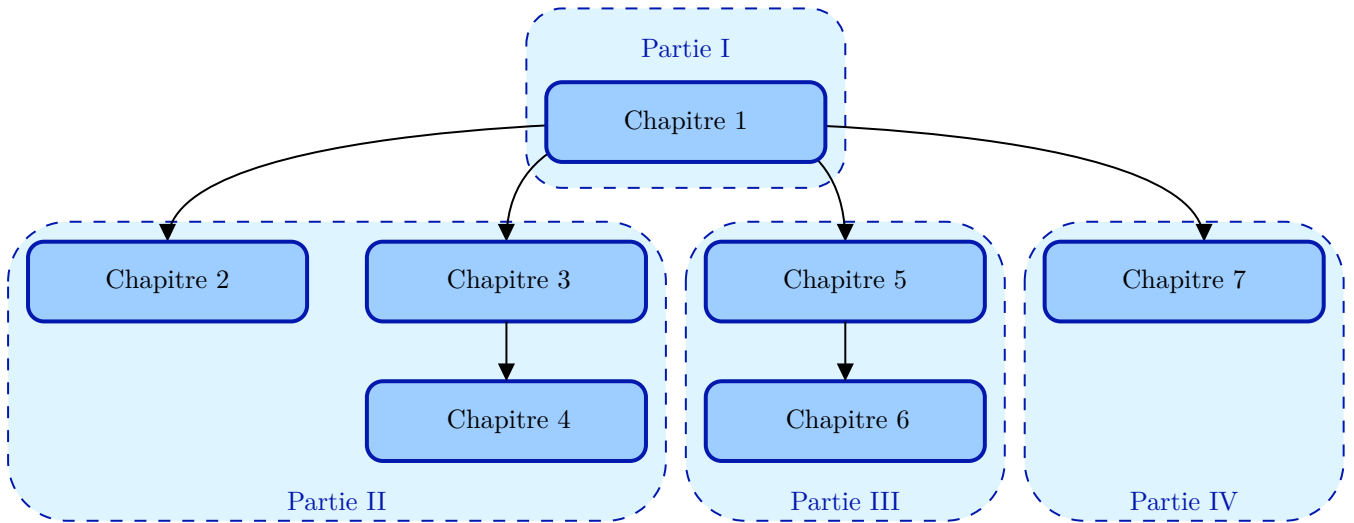 Partie I
Chapitre 1
Chapitre 2
Chapitre 3
Chapitre 5
Chapitre 7
Chapitre 4
Chapitre 6
Partie II
Partie III
Partie IV